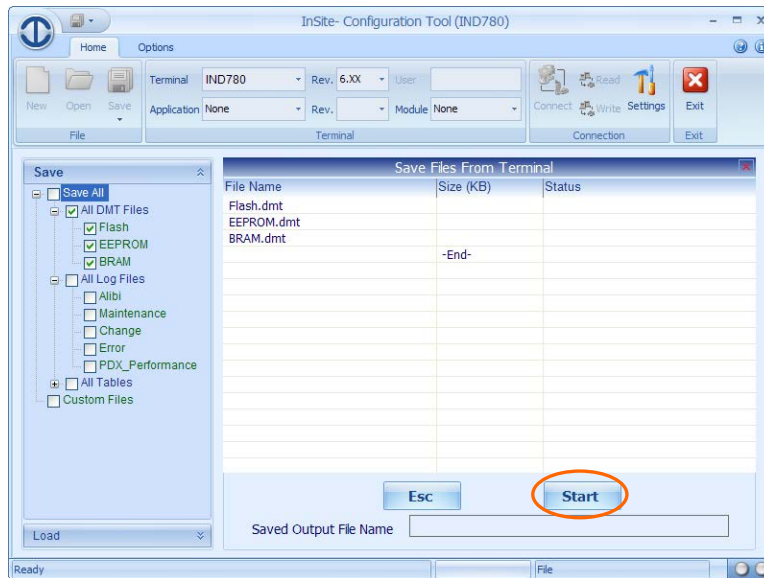 InSite- Configuration Tool (IND780)
Home Options
Terminal IND780 Rev. 6.XX User
Application None Rev. Module None
New Open Save
Connect Read Write Settings Exit
File Terminal Connection Exit
Save
Save All
All DMT Files
Flash
EEPROM
BRAM
All Log Files
Alibi
Maintenance
Change
Error
PDX_Performance
All Tables
Custom Files
Load
Save Files From Terminal
File Name Size (KB) Status
Flash.dmt
EEPROM.dmt
BRAM.dmt
-End-
Esc Start
Saved Output File Name
Ready File